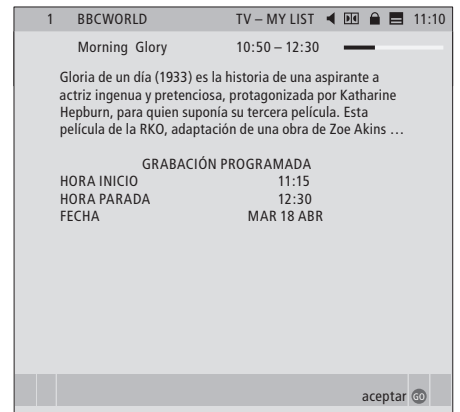 1 BBCWORLD TV – MY LIST 11:10
Morning Glory 10:50 – 12:30
Gloria de un día (1933) es la historia de una aspirante a
actriz ingenua y pretenciosa, protagonizada por Katharine
Hepburn, para quien suponía su tercera película. Esta
película de la RKO, adaptación de una obra de Zoe Akins …
GRABACIÓN PROGRAMADA
HORA INICIO 11:15
HORA PARADA 12:30
FECHA MAR 18 ABR
aceptar GO